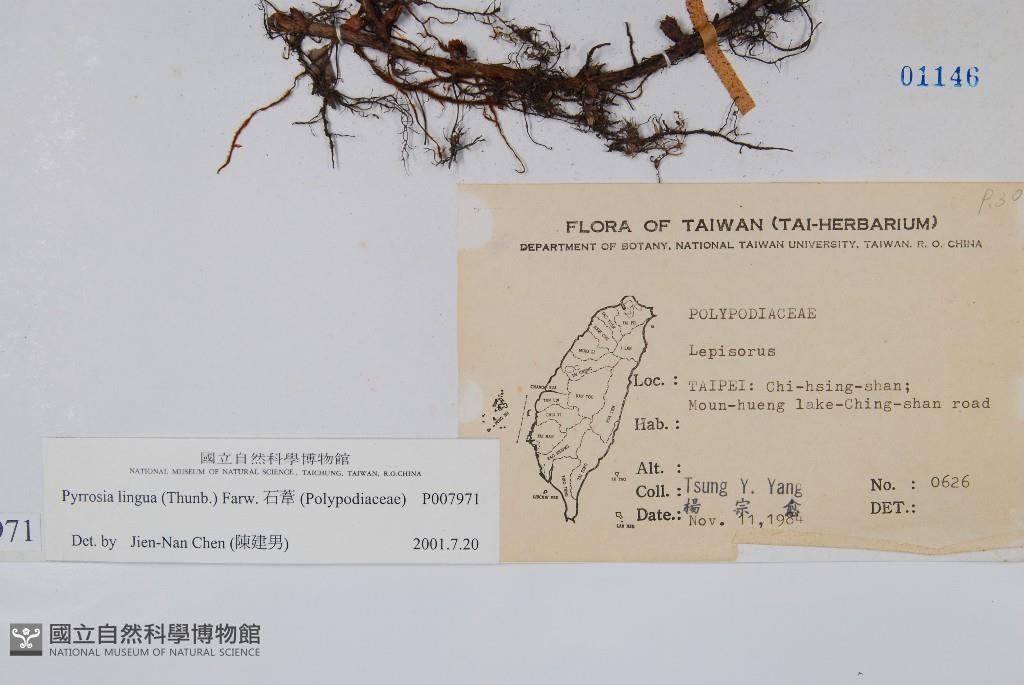 01146
P.30
FLORA OF TAIWAN (TAI-HERBARIUM)
DEPARTMENT OF BOTANY, NATIONAL TAIWAN UNIVERSITY, TAIWAN, R. O. CHINA
POLYPODIACEAE
Lepisorus
Loc. : TAIPEI: Chi-hsing-shan;
Moun-hueng lake-Ching-shan road
Hab. :
Alt. :
Coll. : Tsung Y. Yang No. : 0626
楊 宗 愈
Date.: Nov. 11,1984 DET.:
國立自然科學博物館
NATIONAL MUSEUM OF NATURAL SCIENCE, TAICHUNG, TAIWAN, R.O.CHINA
Pyrrosia lingua (Thunb.) Farw. 石葦 (Polypodiaceae) P007971
Det. by Jien-Nan Chen (陳建男) 2001.7.20
971
國立自然科學博物館
NATIONAL MUSEUM OF NATURAL SCIENCE